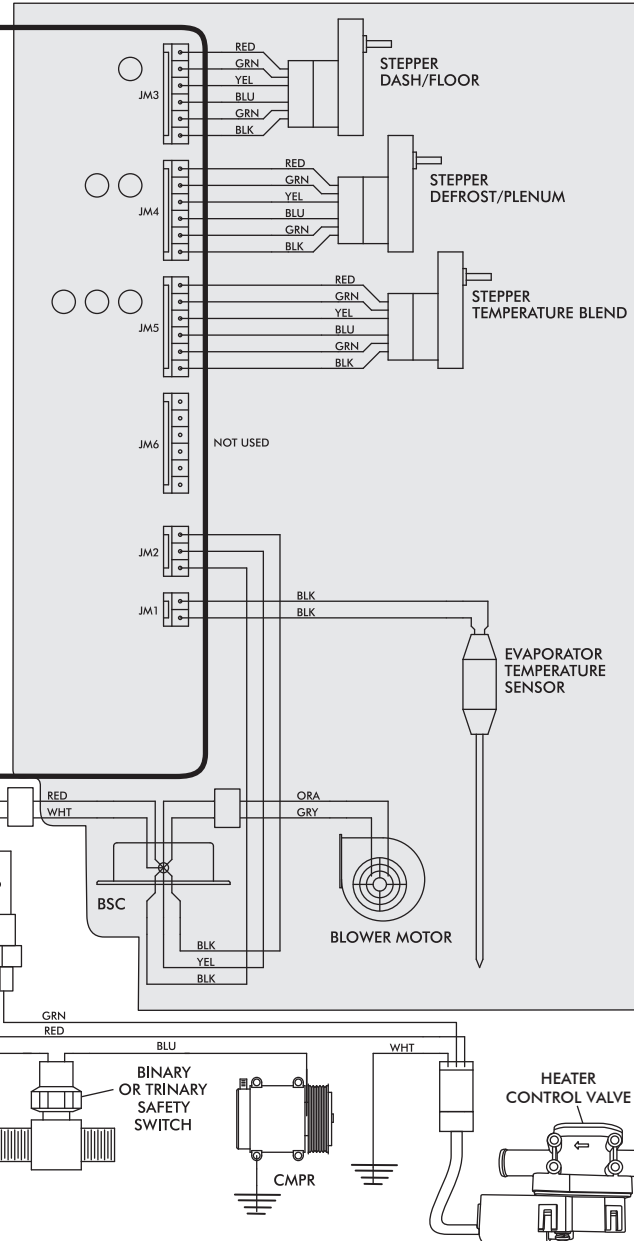 RED
GRN
YEL
JM3
BLU
GRN
BLK
STEPPER
DASH/FLOOR
RED
GRN
YEL
JM4
BLU
GRN
BLK
STEPPER
DEFROST/PLENUM
RED
GRN
YEL
JM5
BLU
GRN
BLK
STEPPER
TEMPERATURE BLEND
JM6
NOT USED
JM2
JM1
BLK
BLK
EVAPORATOR
TEMPERATURE
SENSOR
RED
WHT
ORA
GRY
BSC
BLOWER MOTOR
BLK
YEL
BLK
GRN
RED
BLU
WHT
BINARY
OR TRINARY
SAFETY
SWITCH
CMPR
HEATER
CONTROL VALVE